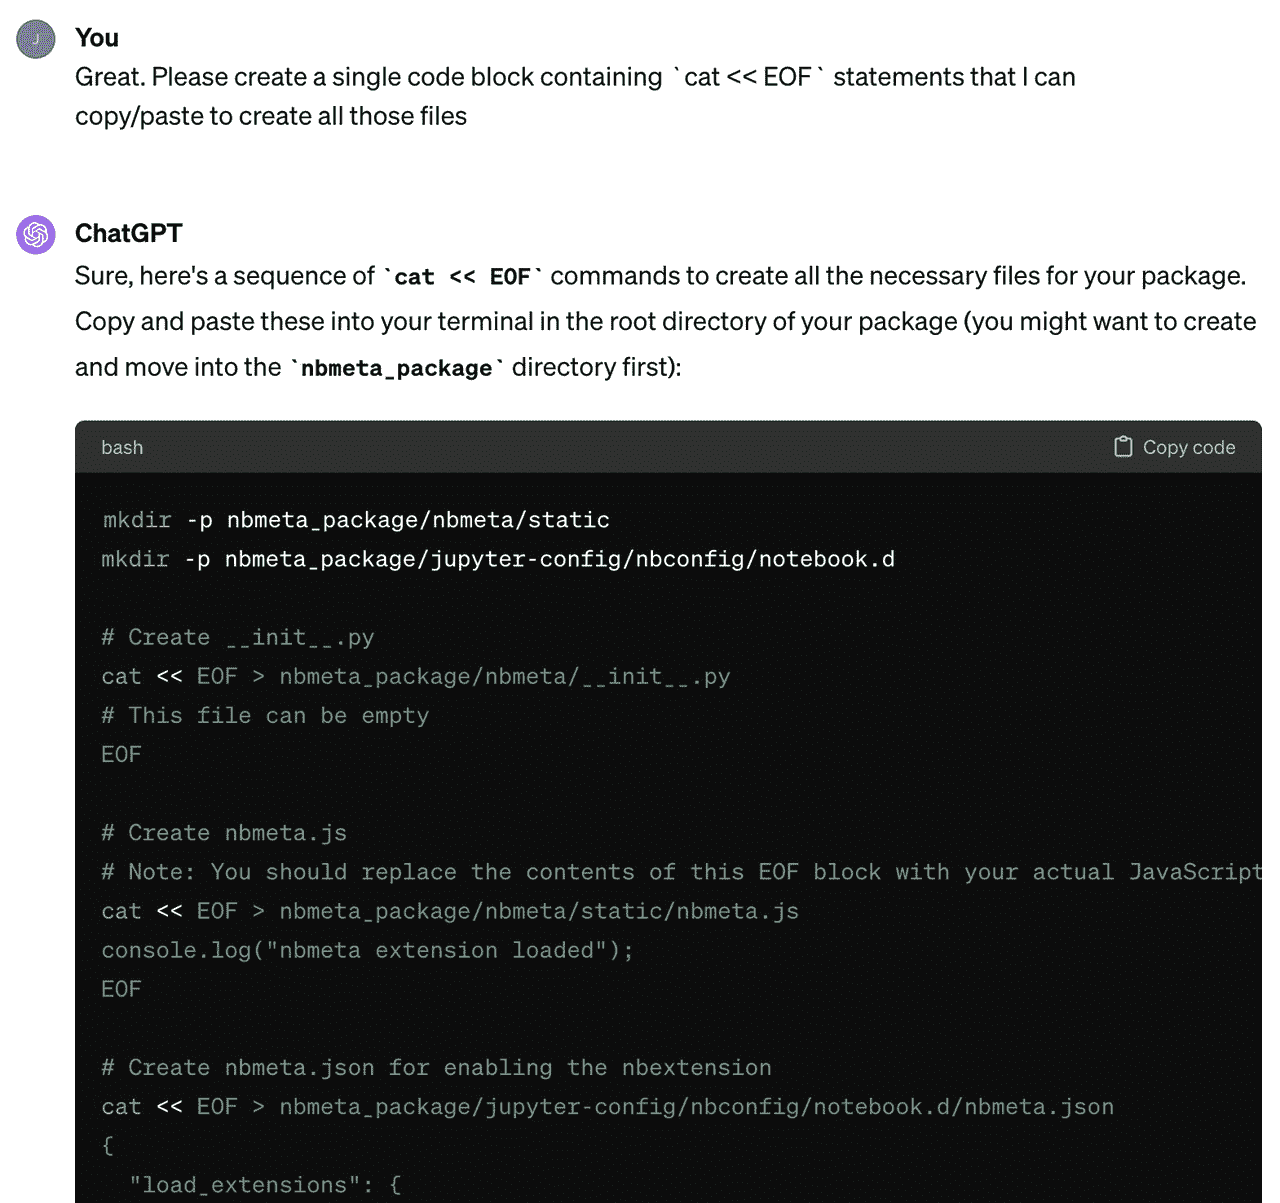 J
You
Great. Please create a single code block containing `cat << EOF` statements that I can
copy/paste to create all those files
ChatGPT
Sure, here's a sequence of `cat << EOF` commands to create all the necessary files for your package.
Copy and paste these into your terminal in the root directory of your package (you might want to create
and move into the `nbmeta_package` directory first):
bash
Copy code
mkdir -p nbmeta_package/nbmeta/static
mkdir -p nbmeta_package/jupyter-config/nbconfig/notebook.d
# Create __init__.py
cat << EOF > nbmeta_package/nbmeta/__init__.py
# This file can be empty
EOF
# Create nbmeta.js
# Note: You should replace the contents of this EOF block with your actual JavaScript
cat << EOF > nbmeta_package/nbmeta/static/nbmeta.js
console.log("nbmeta extension loaded");
EOF
# Create nbmeta.json for enabling the nbextension
cat << EOF > nbmeta_package/jupyter-config/nbconfig/notebook.d/nbmeta.json
{
"load_extensions": {